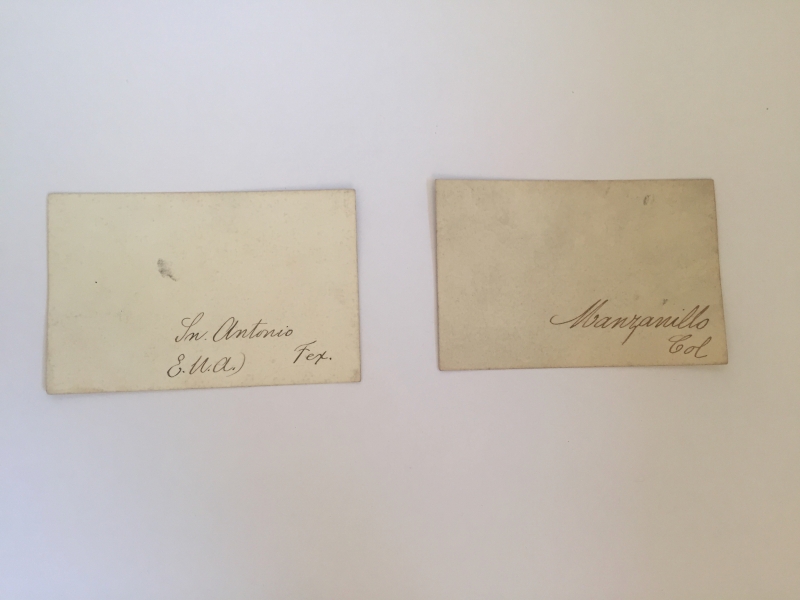 Sn. Antonio
E.U.A.) Tex.
Manzanillo
Col